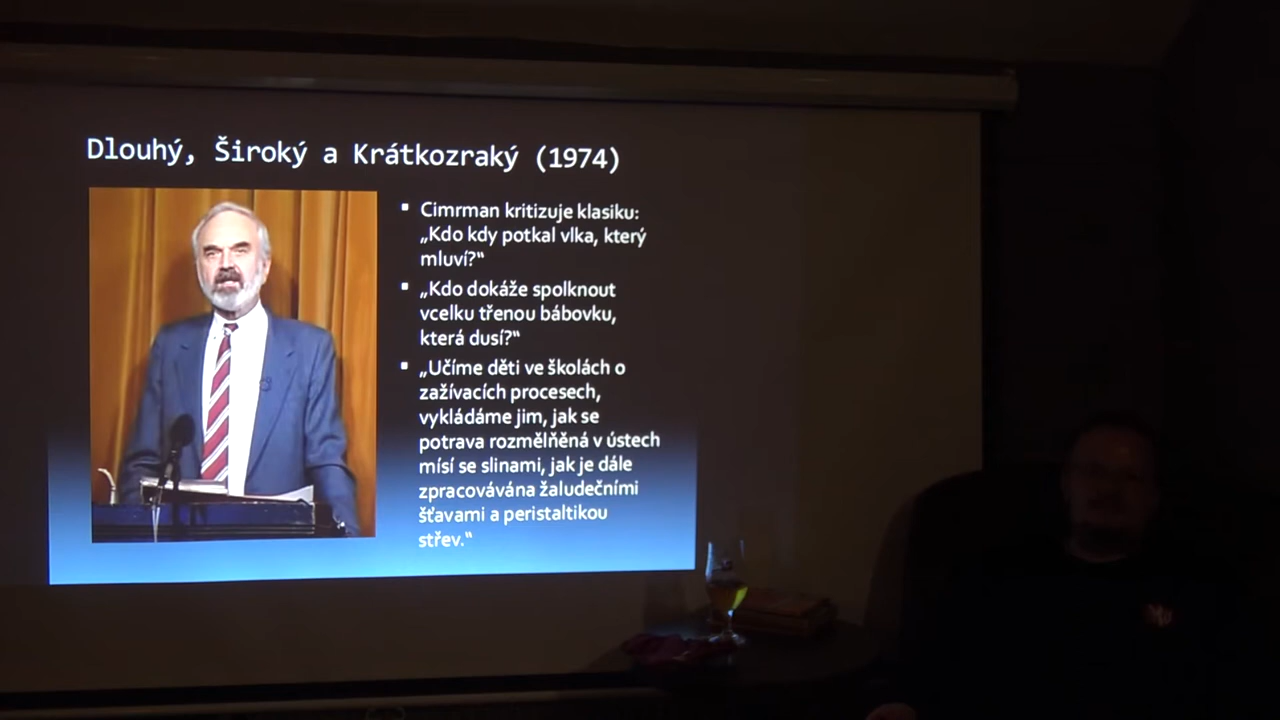 Dlouhý, Široký a Krátkozraký (1974)
▪ Cimrman kritizuje klasiku:
„Kdo kdy potkal vlka, který
mluví?“
▪ „Kdo dokáže spolknout
vcelku třenou bábovku,
která dusí?“
▪ „Učíme děti ve školách o
zažívacích procesech,
vykládáme jim, jak se
potrava rozmělňěná v ústech
mísí se slinami, jak je dále
zpracovávána žaludečními
šťavami a peristaltikou
střev.“